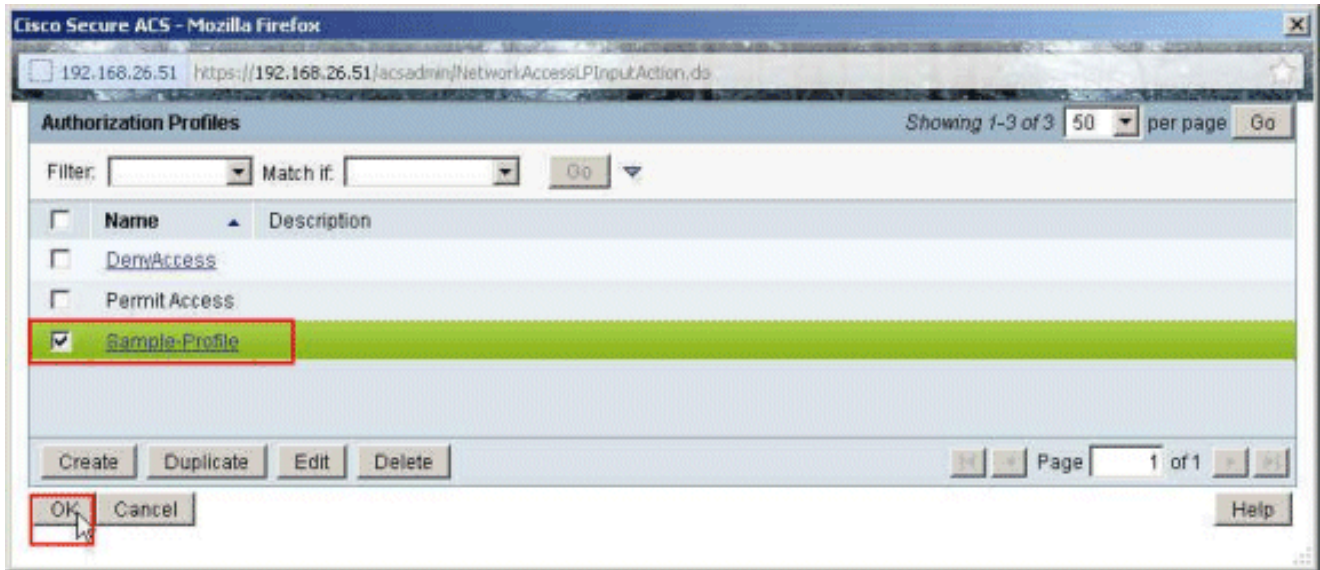 Cisco Secure ACS - Mozilla Firefox
192.168.26.51 https://192.168.26.51/acsadmin/NetworkAccessLPInputAction.do
Authorization Profiles Showing 1-3 of 3 50 per page Go
Filter: Match if: Go
Name Description
DenyAccess
Permit Access
Sample-Profile
Create Duplicate Edit Delete Page 1 of 1
OK Cancel Help